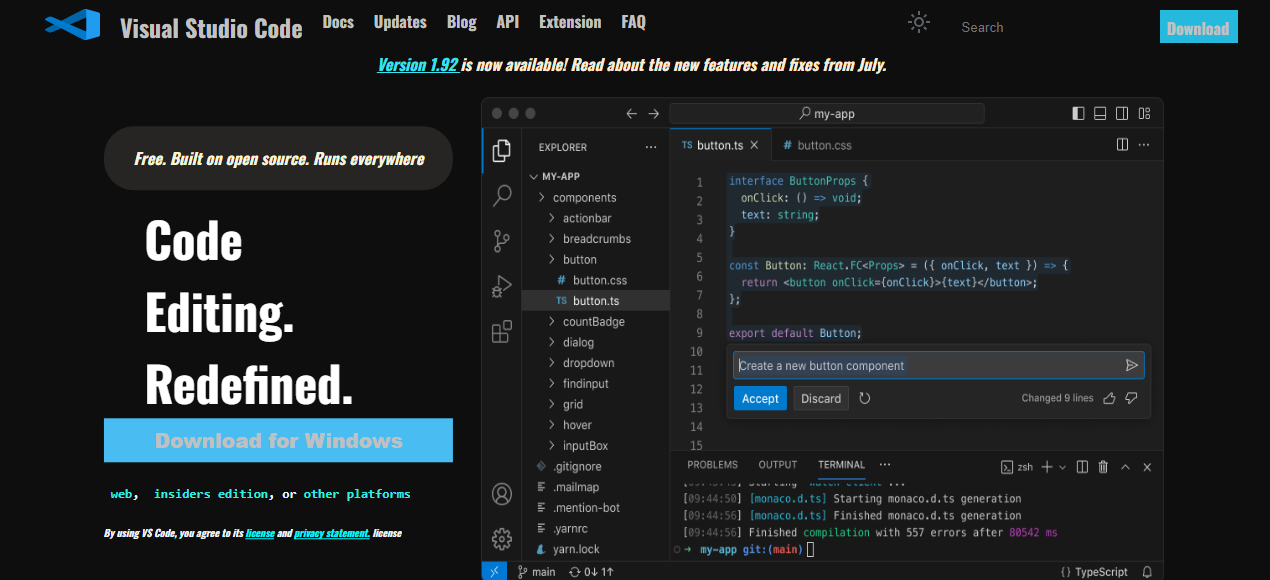 Visual Studio Code Docs Updates Blog API Extension FAQ Search Download
Version 1.92 is now available! Read about the new features and fixes from July.
Free. Built on open source. Runs everywhere
Code
Editing.
Redefined.
Download for Windows
web, insiders edition, or other platforms
By using VS Code, you agree to its license and privacy statement. license
my-app
EXPLORER ...
MY-APP
components
actionbar
breadcrumbs
button
# button.css
TS button.ts
countBadge
dialog
dropdown
findinput
grid
hover
inputBox
.gitignore
.mailmap
.mention-bot
.yarnrc
yarn.lock
TS button.ts × # button.css ...
1 interface ButtonProps {
2 onClick: () => void;
3 text: string;
4 }
5
6 const Button: React.FC<Props> = ({ onClick, text }) => {
7 return <button onClick={onClick}>{text}</button>;
8 };
9
10 export default Button;
11
12
13
14
15
Create a new button component
Accept Discard Changed 9 lines
PROBLEMS OUTPUT TERMINAL ... zsh
[09:44:50] [monaco.d.ts] Starting monaco.d.ts generation
[09:44:56] [monaco.d.ts] Finished monaco.d.ts generation
[09:44:56] Finished compilation with 557 errors after 80542 ms
my-app git:(main)
main 0↓ 1↑ {} TypeScript